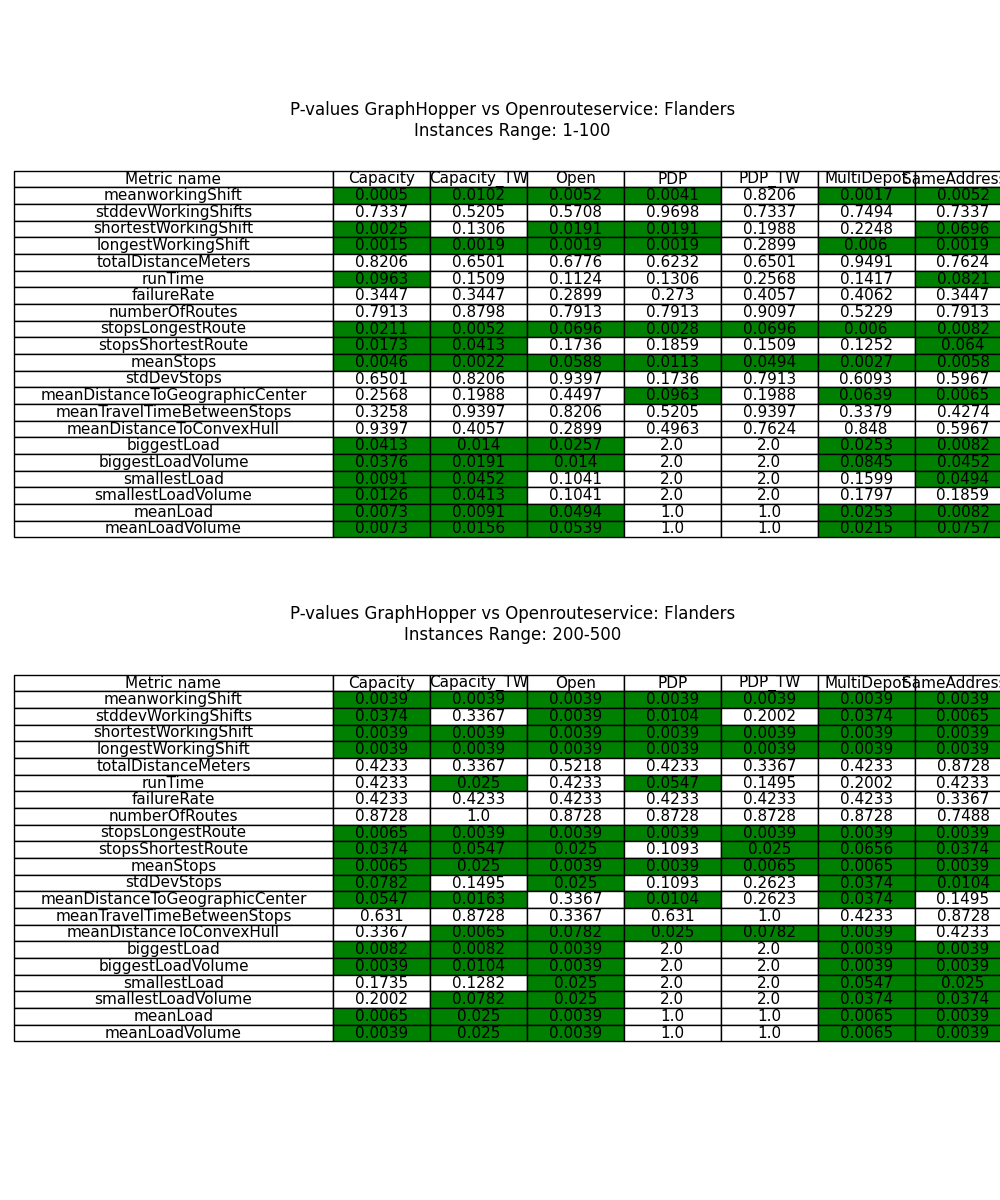 P-values GraphHopper vs Openrouteservice: Flanders
Instances Range: 1-100
Metric name Capacity Capacity_TW Open PDP PDP_TW MultiDepot SameAddress
meanworkingShift 0.0005 0.0102 0.0052 0.0041 0.8206 0.0017 0.0052
stddevWorkingShifts 0.7337 0.5205 0.5708 0.9698 0.7337 0.7494 0.7337
shortestWorkingShift 0.0025 0.1306 0.0191 0.0191 0.1988 0.2248 0.0696
longestWorkingShift 0.0015 0.0019 0.0019 0.0019 0.2899 0.006 0.0019
totalDistanceMeters 0.8206 0.6501 0.6776 0.6232 0.6501 0.9491 0.7624
runTime 0.0963 0.1509 0.1124 0.1306 0.2568 0.1417 0.0821
failureRate 0.3447 0.3447 0.2899 0.273 0.4057 0.4062 0.3447
numberOfRoutes 0.7913 0.8798 0.7913 0.7913 0.9097 0.5229 0.7913
stopsLongestRoute 0.0211 0.0052 0.0696 0.0028 0.0696 0.006 0.0082
stopsShortestRoute 0.0173 0.0413 0.1736 0.1859 0.1509 0.1252 0.064
meanStops 0.0046 0.0022 0.0588 0.0113 0.0494 0.0027 0.0058
stdDevStops 0.6501 0.8206 0.9397 0.1736 0.7913 0.6093 0.5967
meanDistanceToGeographicCenter 0.2568 0.1988 0.4497 0.0963 0.1988 0.0639 0.0065
meanTravelTimeBetweenStops 0.3258 0.9397 0.8206 0.5205 0.9397 0.3379 0.4274
meanDistanceToConvexHull 0.9397 0.4057 0.2899 0.4963 0.7624 0.848 0.5967
biggestLoad 0.0413 0.014 0.0257 2.0 2.0 0.0253 0.0082
biggestLoadVolume 0.0376 0.0191 0.014 2.0 2.0 0.0845 0.0452
smallestLoad 0.0091 0.0452 0.1041 2.0 2.0 0.1599 0.0494
smallestLoadVolume 0.0126 0.0413 0.1041 2.0 2.0 0.1797 0.1859
meanLoad 0.0073 0.0091 0.0494 1.0 1.0 0.0253 0.0082
meanLoadVolume 0.0073 0.0156 0.0539 1.0 1.0 0.0215 0.0757
P-values GraphHopper vs Openrouteservice: Flanders
Instances Range: 200-500
Metric name Capacity Capacity_TW Open PDP PDP_TW MultiDepot SameAddress
meanworkingShift 0.0039 0.0039 0.0039 0.0039 0.0039 0.0039 0.0039
stddevWorkingShifts 0.0374 0.3367 0.0039 0.0104 0.2002 0.0374 0.0065
shortestWorkingShift 0.0039 0.0039 0.0039 0.0039 0.0039 0.0039 0.0039
longestWorkingShift 0.0039 0.0039 0.0039 0.0039 0.0039 0.0039 0.0039
totalDistanceMeters 0.4233 0.3367 0.5218 0.4233 0.3367 0.4233 0.8728
runTime 0.4233 0.025 0.4233 0.0547 0.1495 0.2002 0.4233
failureRate 0.4233 0.4233 0.4233 0.4233 0.4233 0.4233 0.3367
numberOfRoutes 0.8728 1.0 0.8728 0.8728 0.8728 0.8728 0.7488
stopsLongestRoute 0.0065 0.0039 0.0039 0.0039 0.0039 0.0039 0.0039
stopsShortestRoute 0.0374 0.0547 0.025 0.1093 0.025 0.0656 0.0374
meanStops 0.0065 0.025 0.0039 0.0039 0.0065 0.0065 0.0039
stdDevStops 0.0782 0.1495 0.025 0.1093 0.2623 0.0374 0.0104
meanDistanceToGeographicCenter 0.0547 0.0163 0.3367 0.0104 0.2623 0.0374 0.1495
meanTravelTimeBetweenStops 0.631 0.8728 0.3367 0.631 1.0 0.4233 0.8728
meanDistanceToConvexHull 0.3367 0.0065 0.0782 0.025 0.0782 0.0039 0.4233
biggestLoad 0.0082 0.0082 0.0039 2.0 2.0 0.0039 0.0039
biggestLoadVolume 0.0039 0.0104 0.0039 2.0 2.0 0.0039 0.0039
smallestLoad 0.1735 0.1282 0.025 2.0 2.0 0.0547 0.025
smallestLoadVolume 0.2002 0.0782 0.025 2.0 2.0 0.0374 0.0374
meanLoad 0.0065 0.025 0.0039 1.0 1.0 0.0065 0.0039
meanLoadVolume 0.0039 0.025 0.0039 1.0 1.0 0.0065 0.0039